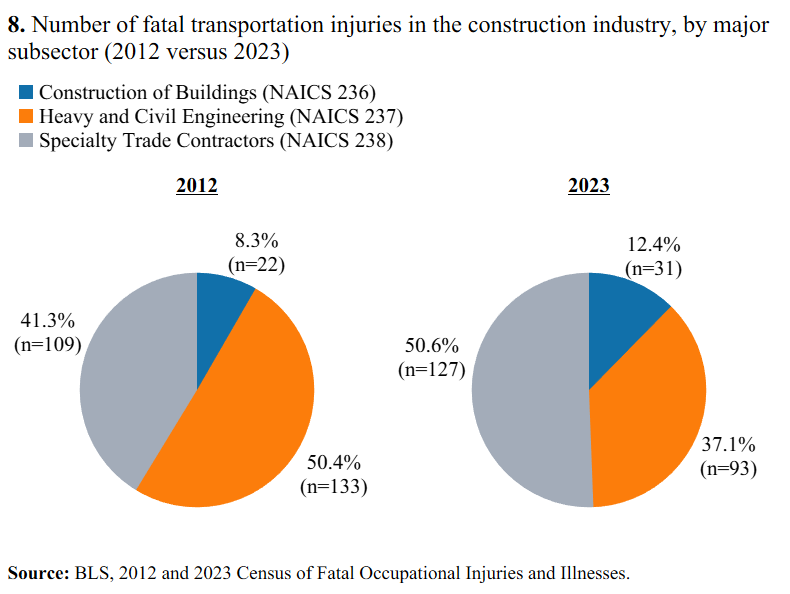 8. Number of fatal transportation injuries in the construction industry, by major
subsector (2012 versus 2023)
Construction of Buildings (NAICS 236)
Heavy and Civil Engineering (NAICS 237)
Specialty Trade Contractors (NAICS 238)
2012
8.3%
(n=22)
41.3%
(n=109)
50.4%
(n=133)
2023
12.4%
(n=31)
50.6%
(n=127)
37.1%
(n=93)
Source: BLS, 2012 and 2023 Census of Fatal Occupational Injuries and Illnesses.